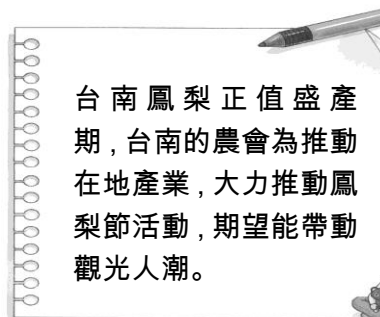 台南鳳梨正值盛產
期,台南的農會為推動
在地產業,大力推動鳳
梨節活動,期望能帶動
觀光人潮。